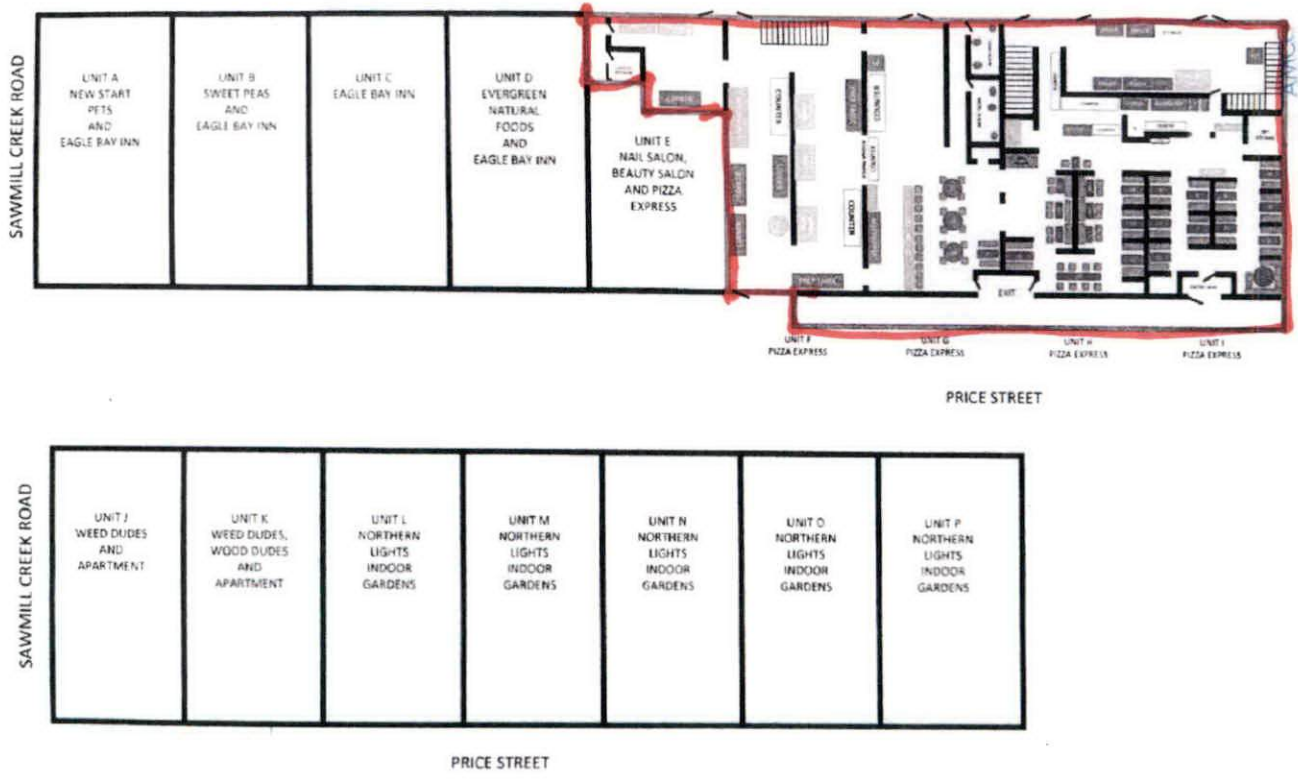 SAWMILL CREEK ROAD
UNIT A
NEW START
PETS
AND
EAGLE BAY INN
UNIT B
SWEET PEAS
AND
EAGLE BAY INN
UNIT C
EAGLE BAY INN
UNIT D
EVERGREEN
NATURAL
FOODS
AND
EAGLE BAY INN
UNIT E
NAIL SALON,
BEAUTY SALON
AND PIZZA
EXPRESS
COUNTER
COUNTER
COUNTER
EXIT
UNIT F
PIZZA EXPRESS
UNIT G
PIZZA EXPRESS
UNIT H
PIZZA EXPRESS
UNIT I
PIZZA EXPRESS
PRICE STREET
SAWMILL CREEK ROAD
UNIT J
WEED DUDES
AND
APARTMENT
UNIT K
WEED DUDES,
WOOD DUDES
AND
APARTMENT
UNIT L
NORTHERN
LIGHTS
INDOOR
GARDENS
UNIT M
NORTHERN
LIGHTS
INDOOR
GARDENS
UNIT N
NORTHERN
LIGHTS
INDOOR
GARDENS
UNIT O
NORTHERN
LIGHTS
INDOOR
GARDENS
UNIT P
NORTHERN
LIGHTS
INDOOR
GARDENS
PRICE STREET